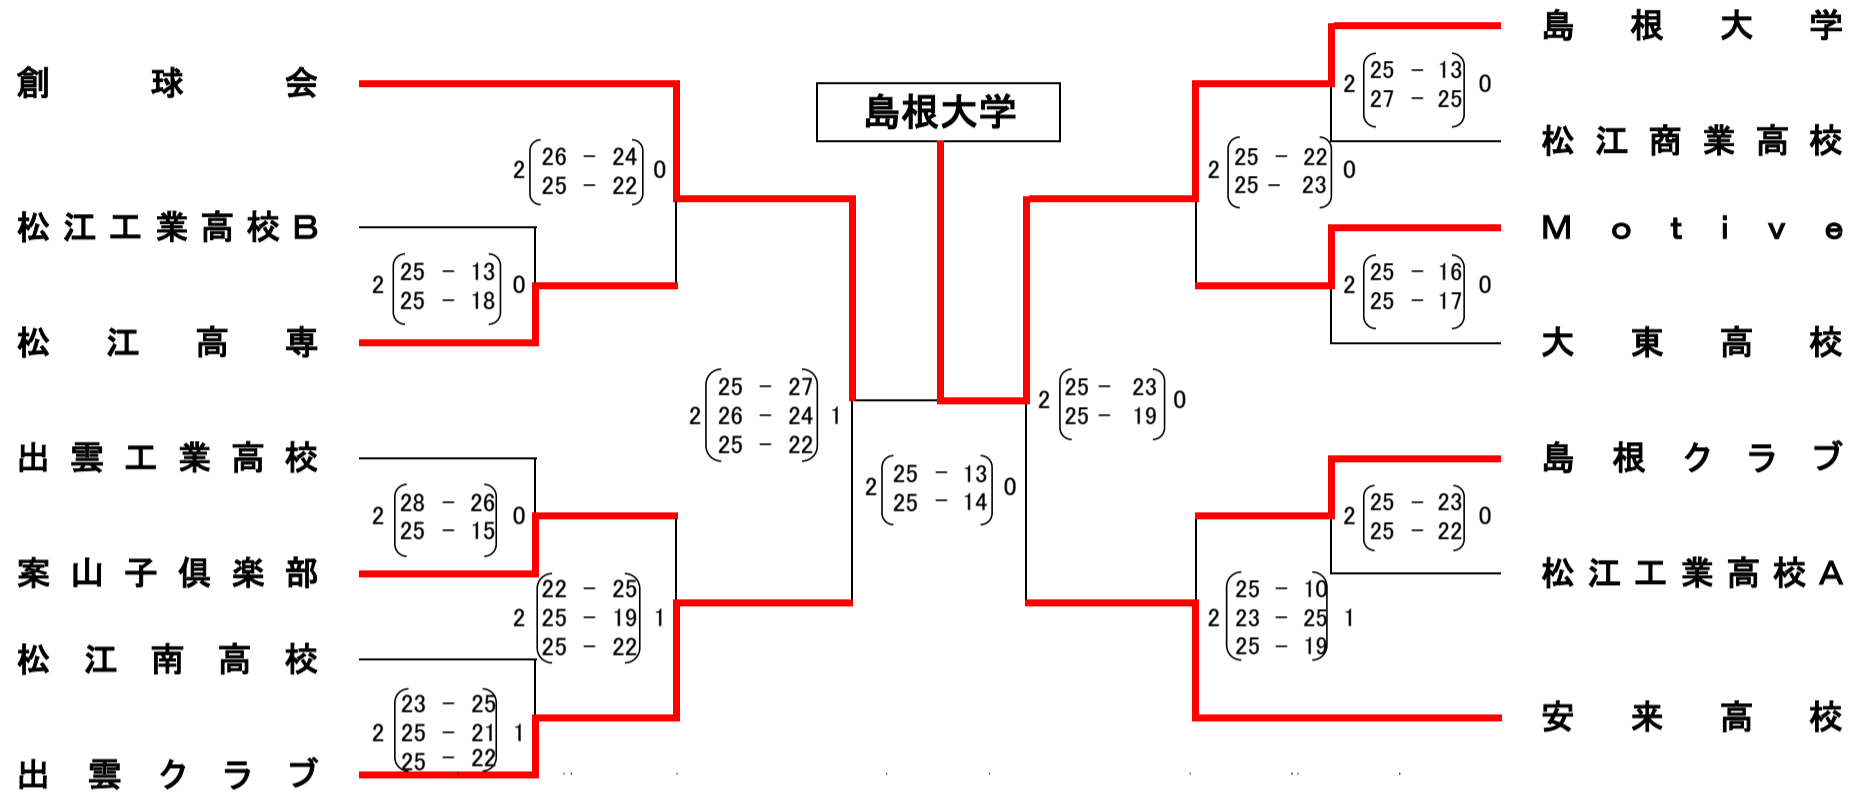 島根大学
創球会
松江工業高校B
松江高専
出雲工業高校
案山子倶楽部
松江南高校
出雲クラブ
2 26 - 24 0
25 - 22
2 25 - 13 0
25 - 18
2 28 - 26 0
25 - 15
2 22 - 25 1
25 - 19
25 - 22
2 23 - 25 1
25 - 21
25 - 22
2 25 - 27 1
26 - 24
25 - 22
2 25 - 13 0
25 - 14
2 25 - 23 0
25 - 19
2 25 - 22 0
25 - 23
2 25 - 13 0
27 - 25
2 25 - 16 0
25 - 17
2 25 - 23 0
25 - 22
2 25 - 10 1
23 - 25
25 - 19
島根大学
松江商業高校
Motive
大東高校
島根クラブ
松江工業高校A
安来高校